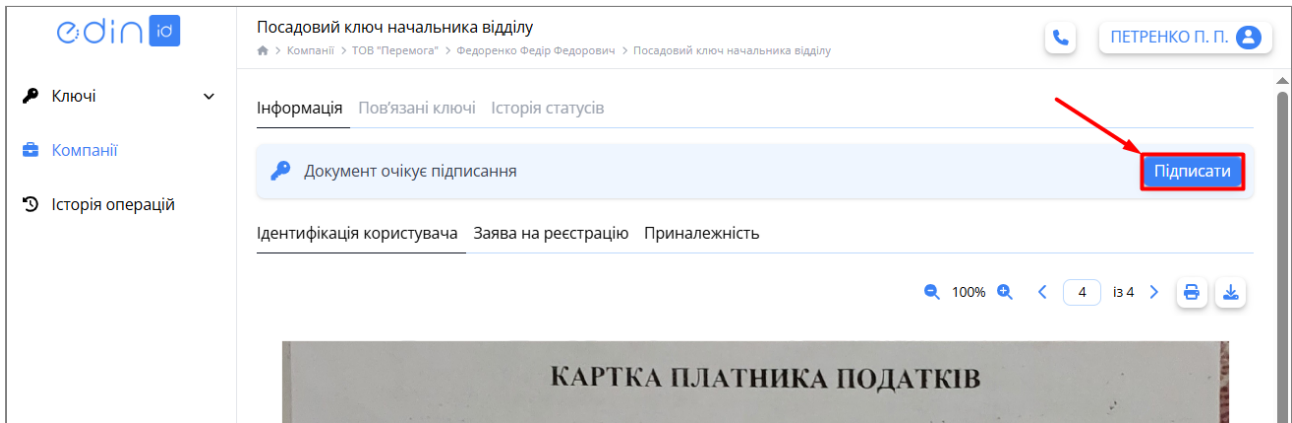 edin id
Посадовий ключ начальника відділу
Компанії > ТОВ "Перемога" > Федоренко Федір Федорович > Посадовий ключ начальника відділу
ПЕТРЕНКО П. П.
Ключі
Компанії
Історія операцій
Інформація Пов'язані ключі Історія статусів
Документ очікує підписання
Підписати
Ідентифікація користувача Заява на реєстрацію Приналежність
100% 4 із 4
КАРТКА ПЛАТНИКА ПОДАТКІВ